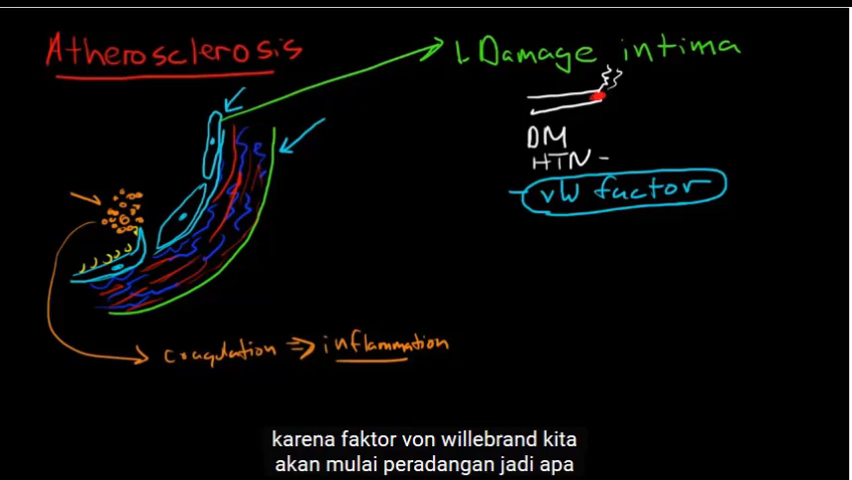 Atherosclerosis
1. Damage intima
DM
HTN -
vW factor
coagulation => inflammation
karena faktor von willebrand kita
akan mulai peradangan jadi apa